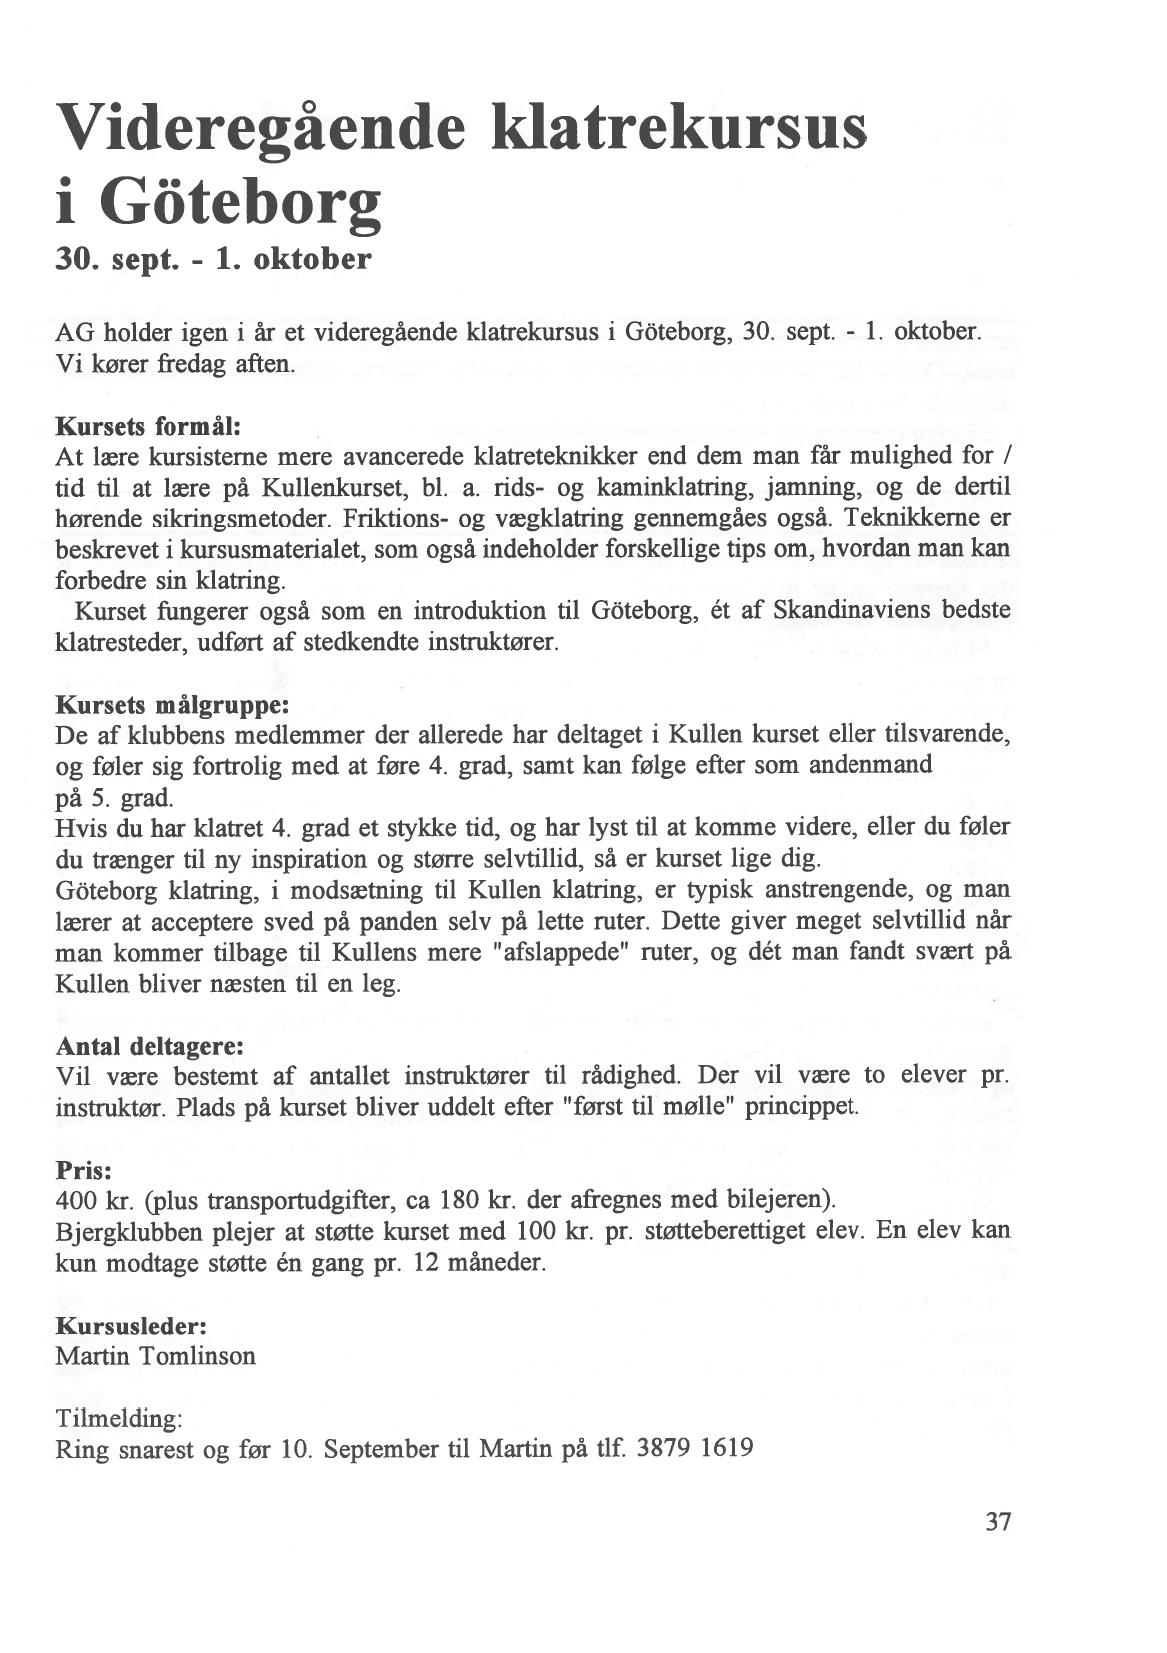 Videregående klatrekursus
i Göteborg
30. sept. - 1. oktober
AG holder igen i år et videregående klatrekursus i Göteborg, 30. sept. - 1. oktober.
Vi kører fredag aften.
Kursets formål:
At lære kursisterne mere avancerede klatreteknikker end dem man får mulighed for /
tid til at lære på Kullenkurset, bl. a. rids- og kaminklatring, jamning, og de dertil
hørende sikringsmetoder. Friktions- og vægklatring gennemgåes også. Teknikkerne er
beskrevet i kursusmaterialet, som også indeholder forskellige tips om, hvordan man kan
forbedre sin klatring.
Kurset fungerer også som en introduktion til Göteborg, ét af Skandinaviens bedste
klatresteder, udført af stedkendte instruktører.
Kursets målgruppe:
De af klubbens medlemmer der allerede har deltaget i Kullen kurset eller tilsvarende,
og føler sig fortrolig med at føre 4. grad, samt kan følge efter som andenmand
på 5. grad.
Hvis du har klatret 4. grad et stykke tid, og har lyst til at komme videre, eller du føler
du trænger til ny inspiration og større selvtillid, så er kurset lige dig.
Göteborg klatring, i modsætning til Kullen klatring, er typisk anstrengende, og man
lærer at acceptere sved på panden selv på lette ruter. Dette giver meget selvtillid når
man kommer tilbage til Kullens mere "afslappede" ruter, og dét man fandt svært på
Kullen bliver næsten til en leg.
Antal deltagere:
Vil være bestemt af antallet instruktører til rådighed. Der vil være to elever pr.
instruktør. Plads på kurset bliver uddelt efter "først til mølle" princippet.
Pris:
400 kr. (plus transportudgifter, ca 180 kr. der afregnes med bilejeren).
Bjergklubben plejer at støtte kurset med 100 kr. pr. støtteberettiget elev. En elev kan
kun modtage støtte én gang pr. 12 måneder.
Kursusleder:
Martin Tomlinson
Tilmelding:
Ring snarest og før 10. September til Martin på tlf. 3879 1619
37